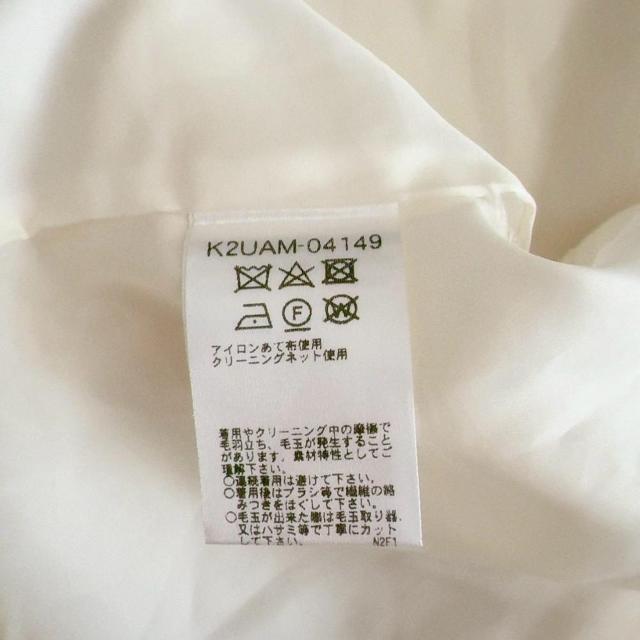 K2UAM-04149
F W
アイロンあて布使用
クリーニングネット使用
着用やクリーニング中の摩擦で
毛羽立ち、毛玉が発生すること
があります。素材特性としてご
理解下さい。
○連続着用は避けて下さい。
○着用後はブラシ等で繊維の絡
みつきをほぐして下さい。
○毛玉が出来た際は毛玉取り器、
又はハサミ等で丁寧にカット
して下さい。 N2F1